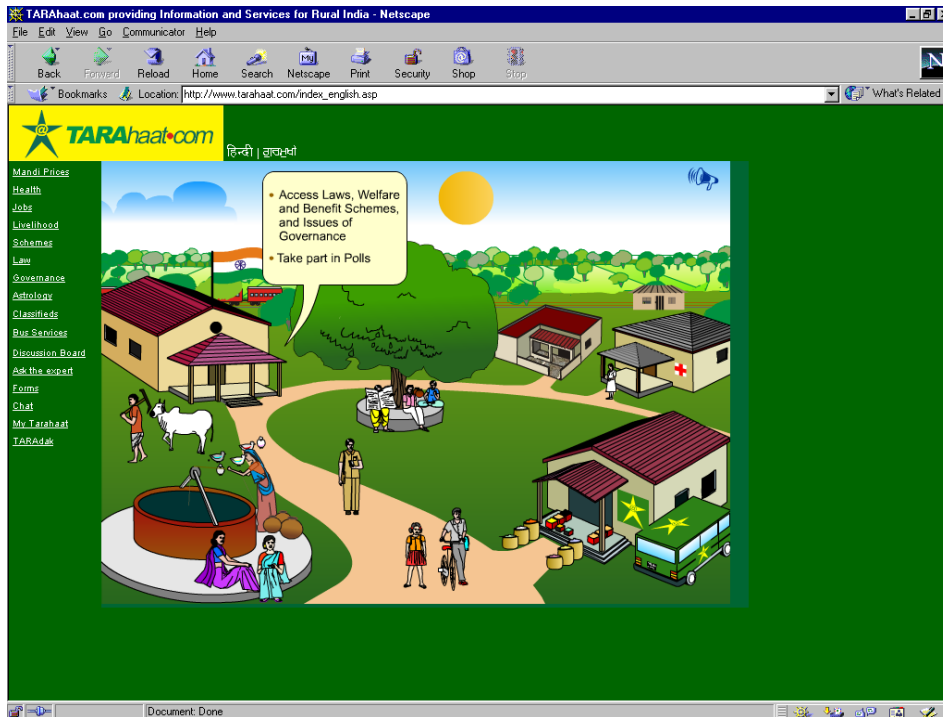 TARAhaat.com providing Information and Services for Rural India - Netscape
File Edit View Go Communicator Help
Back Forward Reload Home Search Netscape Print Security Shop Stop
Bookmarks Location: http://www.tarahaat.com/index_english.asp What's Related
@ TARAhaat•com
हिन्दी | ਗੁਰਮੁਖੀ
Mandi Prices
Health
Jobs
Livelihood
Schemes
Law
Governance
Astrology
Classifieds
Bus Services
Discussion Board
Ask the expert
Forms
Chat
My Tarahaat
TARAdak
• Access Laws, Welfare
and Benefit Schemes,
and Issues of
Governance
• Take part in Polls
Document: Done